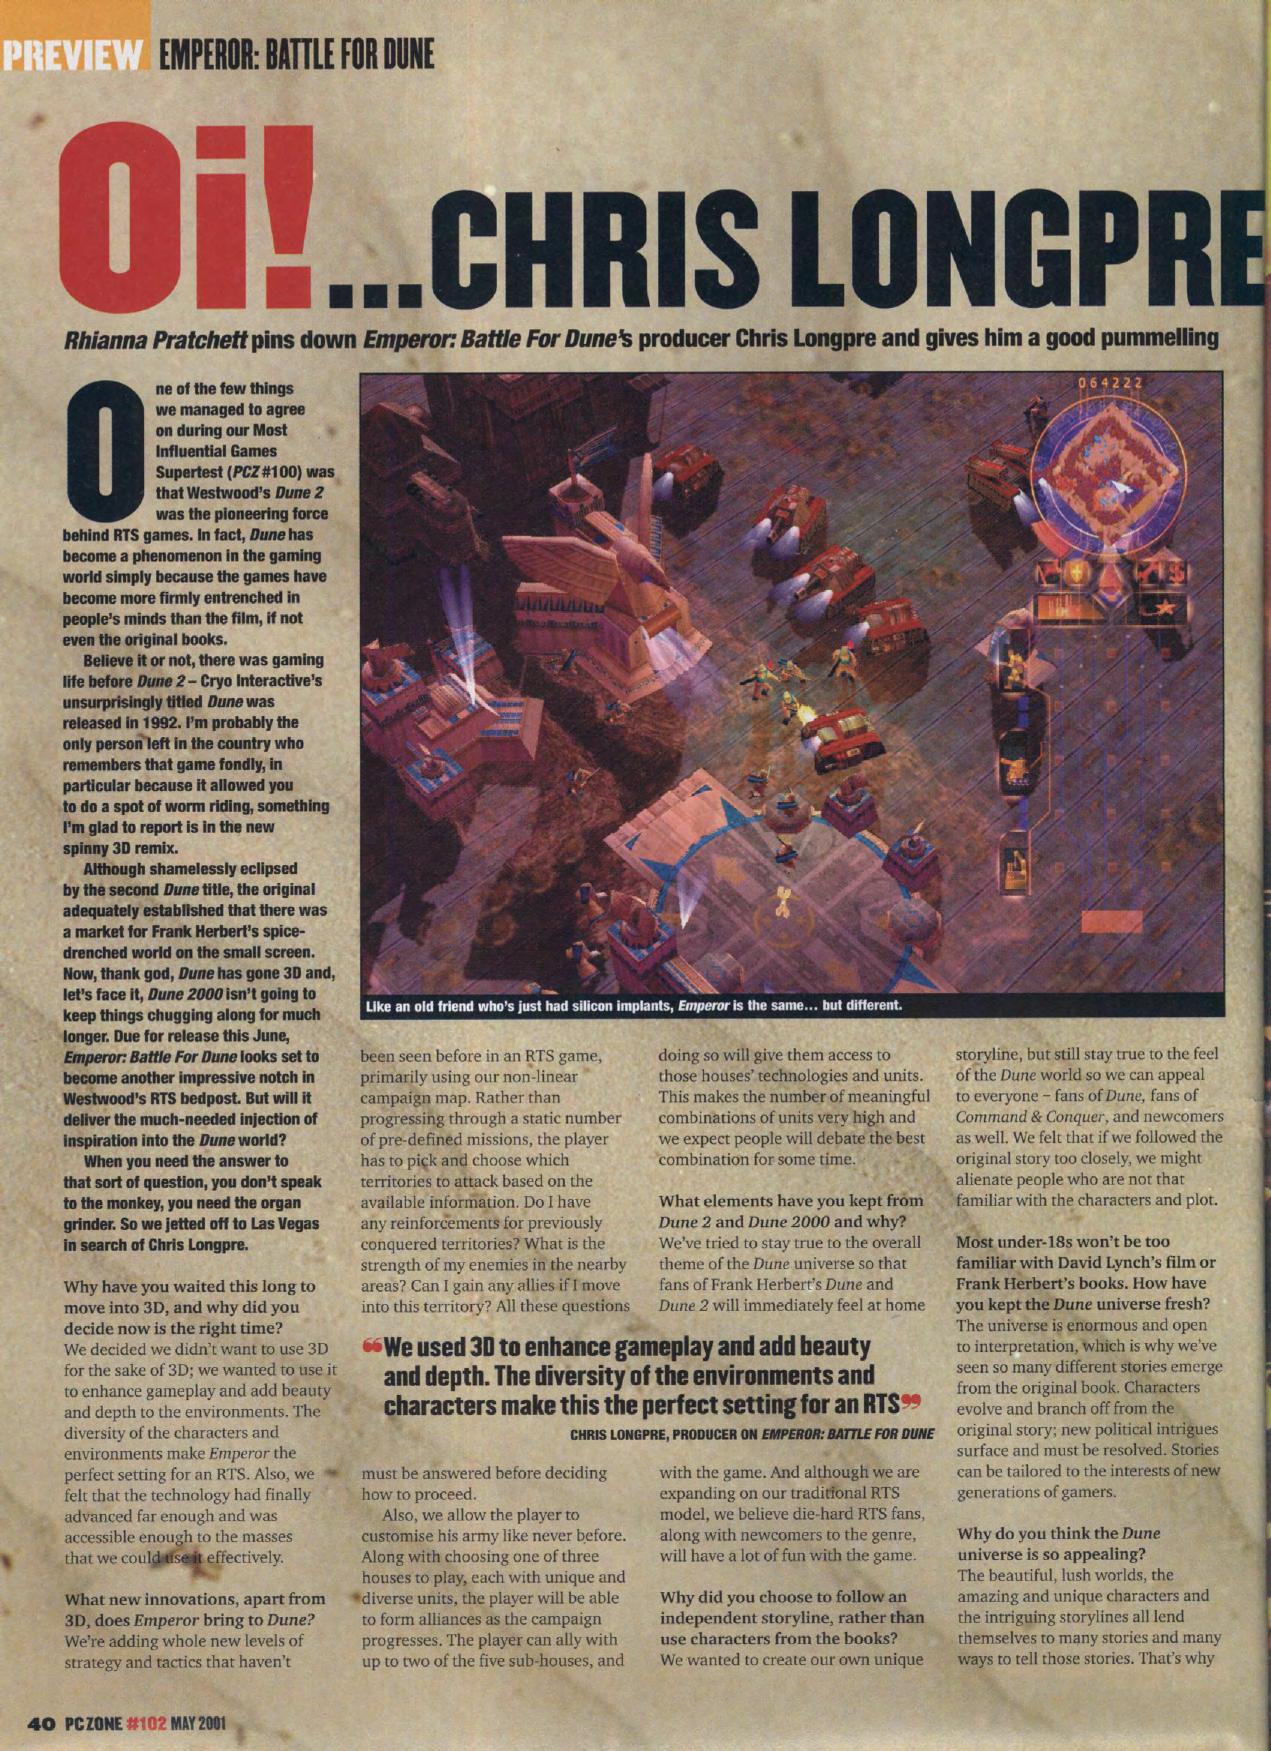 PREVIEW EMPEROR: BATTLE FOR DUNE
Oi!...CHRIS LONGPRE
Rhianna Pratchett pins down Emperor: Battle For Dune's producer Chris Longpre and gives him a good pummelling
One of the few things
we managed to agree
on during our Most
Influential Games
Supertest (PCZ #100) was
that Westwood's Dune 2
was the pioneering force
behind RTS games. In fact, Dune has
become a phenomenon in the gaming
world simply because the games have
become more firmly entrenched in
people's minds than the film, if not
even the original books.
Believe it or not, there was gaming
life before Dune 2 – Cryo Interactive's
unsurprisingly titled Dune was
released in 1992. I'm probably the
only person left in the country who
remembers that game fondly, in
particular because it allowed you
to do a spot of worm riding, something
I'm glad to report is in the new
spinny 3D remix.
Although shamelessly eclipsed
by the second Dune title, the original
adequately established that there was
a market for Frank Herbert's spice-
drenched world on the small screen.
Now, thank god, Dune has gone 3D and,
let's face it, Dune 2000 isn't going to
keep things chugging along for much
longer. Due for release this June,
Emperor: Battle For Dune looks set to
become another impressive notch in
Westwood's RTS bedpost. But will it
deliver the much-needed injection of
inspiration into the Dune world?
When you need the answer to
that sort of question, you don't speak
to the monkey, you need the organ
grinder. So we jetted off to Las Vegas
in search of Chris Longpre.
Why have you waited this long to
move into 3D, and why did you
decide now is the right time?
We decided we didn't want to use 3D
for the sake of 3D; we wanted to use it
to enhance gameplay and add beauty
and depth to the environments. The
diversity of the characters and
environments make Emperor the
perfect setting for an RTS. Also, we
felt that the technology had finally
advanced far enough and was
accessible enough to the masses
that we could use it effectively.
What new innovations, apart from
3D, does Emperor bring to Dune?
We're adding whole new levels of
strategy and tactics that haven't
064222
Like an old friend who's just had silicon implants, Emperor is the same... but different.
been seen before in an RTS game,
primarily using our non-linear
campaign map. Rather than
progressing through a static number
of pre-defined missions, the player
has to pick and choose which
territories to attack based on the
available information. Do I have
any reinforcements for previously
conquered territories? What is the
strength of my enemies in the nearby
areas? Can I gain any allies if I move
into this territory? All these questions
must be answered before deciding
how to proceed.
Also, we allow the player to
customise his army like never before.
Along with choosing one of three
houses to play, each with unique and
diverse units, the player will be able
to form alliances as the campaign
progresses. The player can ally with
up to two of the five sub-houses, and
doing so will give them access to
those houses' technologies and units.
This makes the number of meaningful
combinations of units very high and
we expect people will debate the best
combination for some time.
What elements have you kept from
Dune 2 and Dune 2000 and why?
We've tried to stay true to the overall
theme of the Dune universe so that
fans of Frank Herbert's Dune and
Dune 2 will immediately feel at home
“We used 3D to enhance gameplay and add beauty
and depth. The diversity of the environments and
characters make this the perfect setting for an RTS”
CHRIS LONGPRE, PRODUCER ON EMPEROR: BATTLE FOR DUNE
with the game. And although we are
expanding on our traditional RTS
model, we believe die-hard RTS fans,
along with newcomers to the genre,
will have a lot of fun with the game.
Why did you choose to follow an
independent storyline, rather than
use characters from the books?
We wanted to create our own unique
storyline, but still stay true to the feel
of the Dune world so we can appeal
to everyone – fans of Dune, fans of
Command & Conquer, and newcomers
as well. We felt that if we followed the
original story too closely, we might
alienate people who are not that
familiar with the characters and plot.
Most under-18s won't be too
familiar with David Lynch's film or
Frank Herbert's books. How have
you kept the Dune universe fresh?
The universe is enormous and open
to interpretation, which is why we've
seen so many different stories emerge
from the original book. Characters
evolve and branch off from the
original story; new political intrigues
surface and must be resolved. Stories
can be tailored to the interests of new
generations of gamers.
Why do you think the Dune
universe is so appealing?
The beautiful, lush worlds, the
amazing and unique characters and
the intriguing storylines all lend
themselves to many stories and many
ways to tell those stories. That's why
40 PCZONE #102 MAY 2001